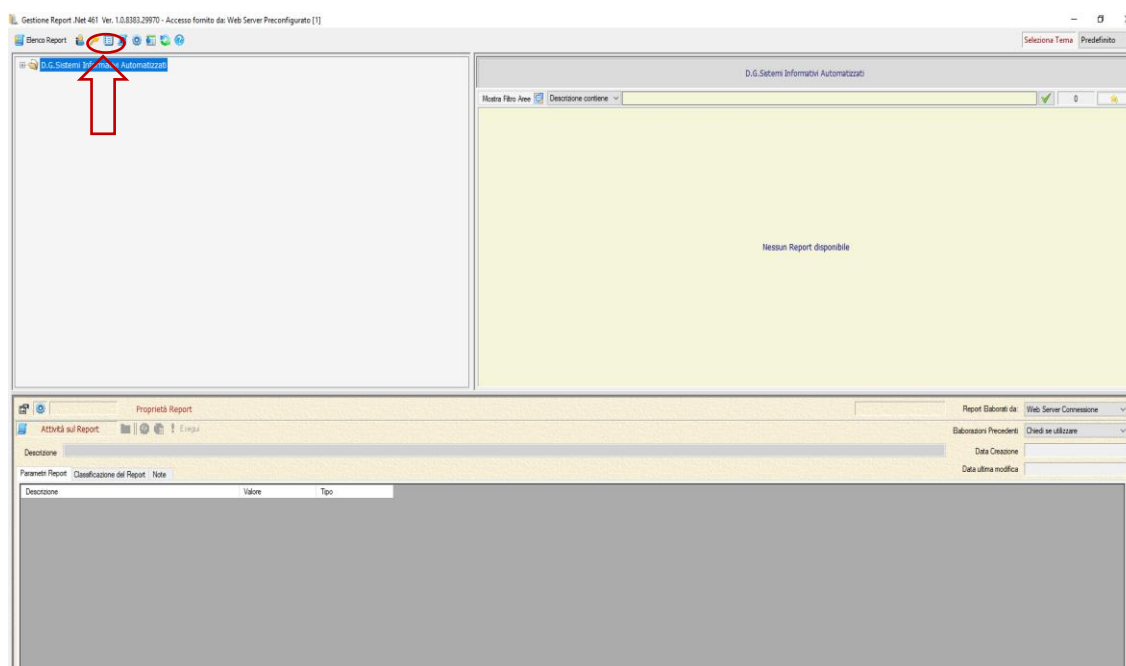 Gestione Report .Net 461 Ver. 1.0.8383.29970 - Accesso fornito da: Web Server Preconfigurato [1]
Elenco Report
Seleziona Tema Predefinito
D.G.Sistemi Informativi Automatizzati
D.G.Sistemi Informativi Automatizzati
Mostra Filtro Aree Descrizione contiene 0
Nessun Report disponibile
Proprietà Report
Report Elaborati da: Web Server Connessione
Attività sul Report ! Esegui
Elaborazioni Precedenti Chiedi se utilizzare
Descrizione
Data Creazione
Data ultima modifica
Parametri Report Classificazione del Report Note
Descrizione Valore Tipo